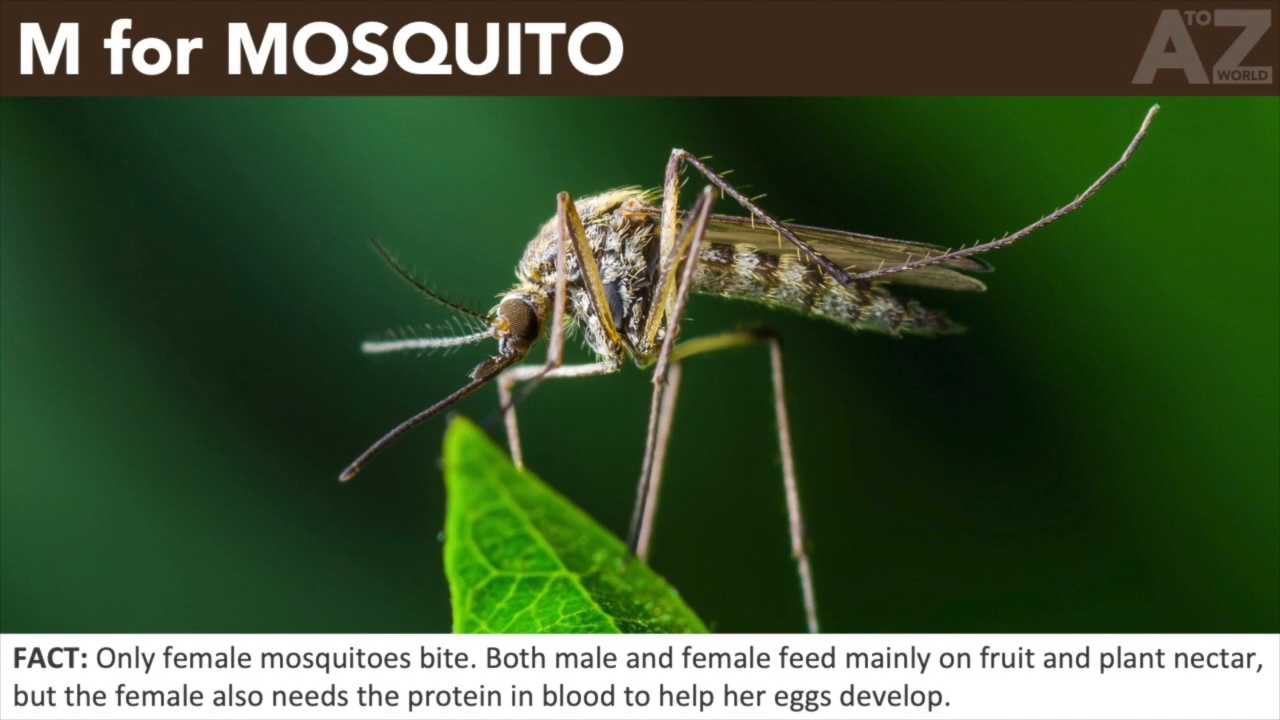 M for MOSQUITO
A TO Z
WORLD
FACT: Only female mosquitoes bite. Both male and female feed mainly on fruit and plant nectar,
but the female also needs the protein in blood to help her eggs develop.